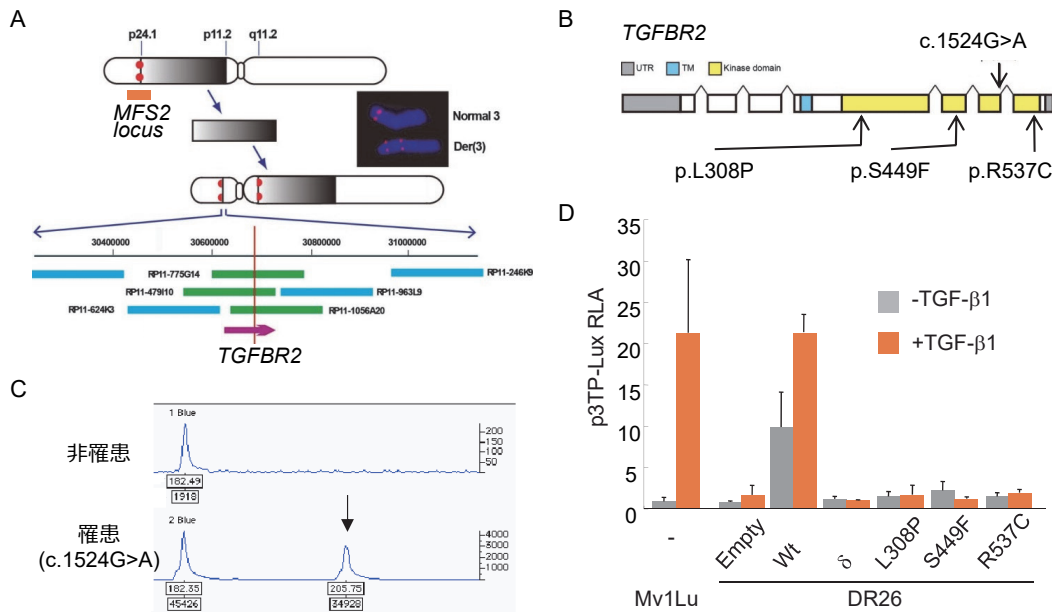 A
p24.1 p11.2 q11.2
MFS2
locus
Normal 3
Der(3)
30400000 30600000 30800000 31000000
RP11-775G14 RP11-246K9
RP11-479I10 RP11-963L9
RP11-624K3 RP11-1056A20
TGFBR2
B
TGFBR2
c.1524G>A
UTR TM Kinase domain
p.L308P p.S449F p.R537C
C
1 Blue
非罹患
200
150
100
50
182.49
1918
罹患
(c.1524G>A)
2 Blue
4000
3000
2000
1000
0
182.35 205.75
45426 34928
D
p3TP-Lux RLA
35
30
25
20
15
10
5
0
-TGF-β1
+TGF-β1
- Empty Wt δ L308P S449F R537C
Mv1Lu DR26